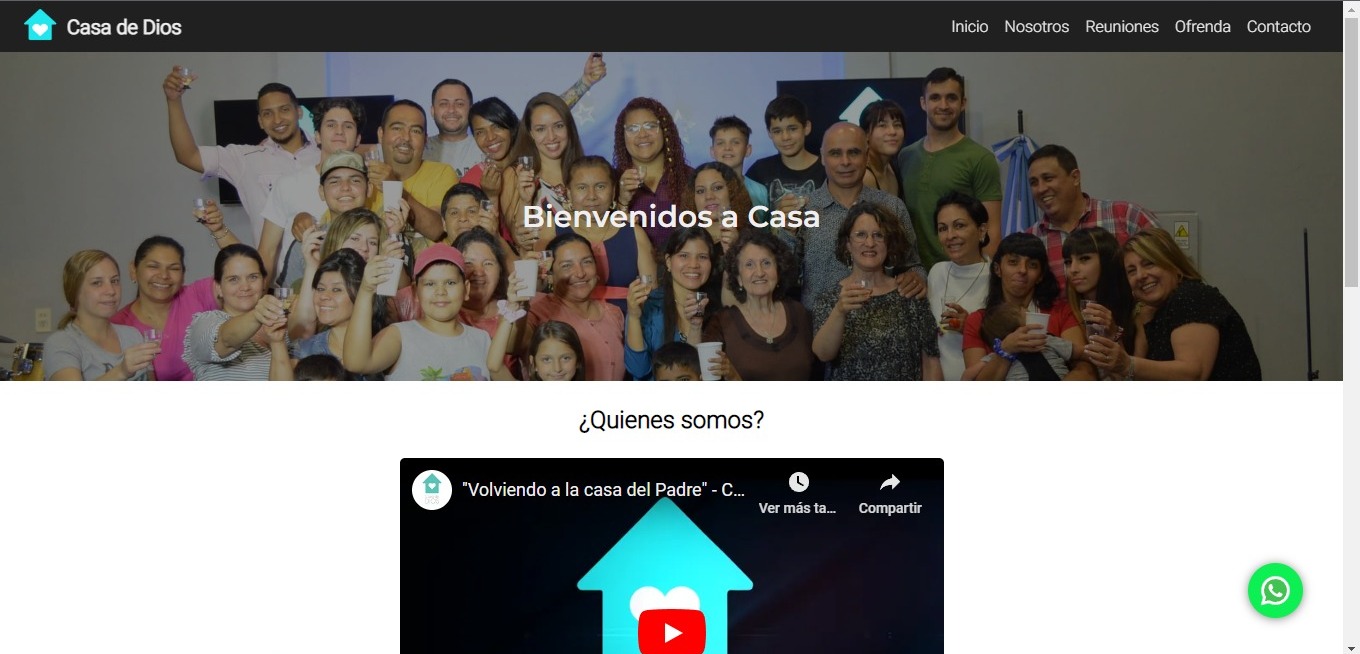 Casa de Dios
Inicio Nosotros Reuniones Ofrenda Contacto
Bienvenidos a Casa
¿Quienes somos?
"Volviendo a la casa del Padre" - C...
Ver más ta...
Compartir